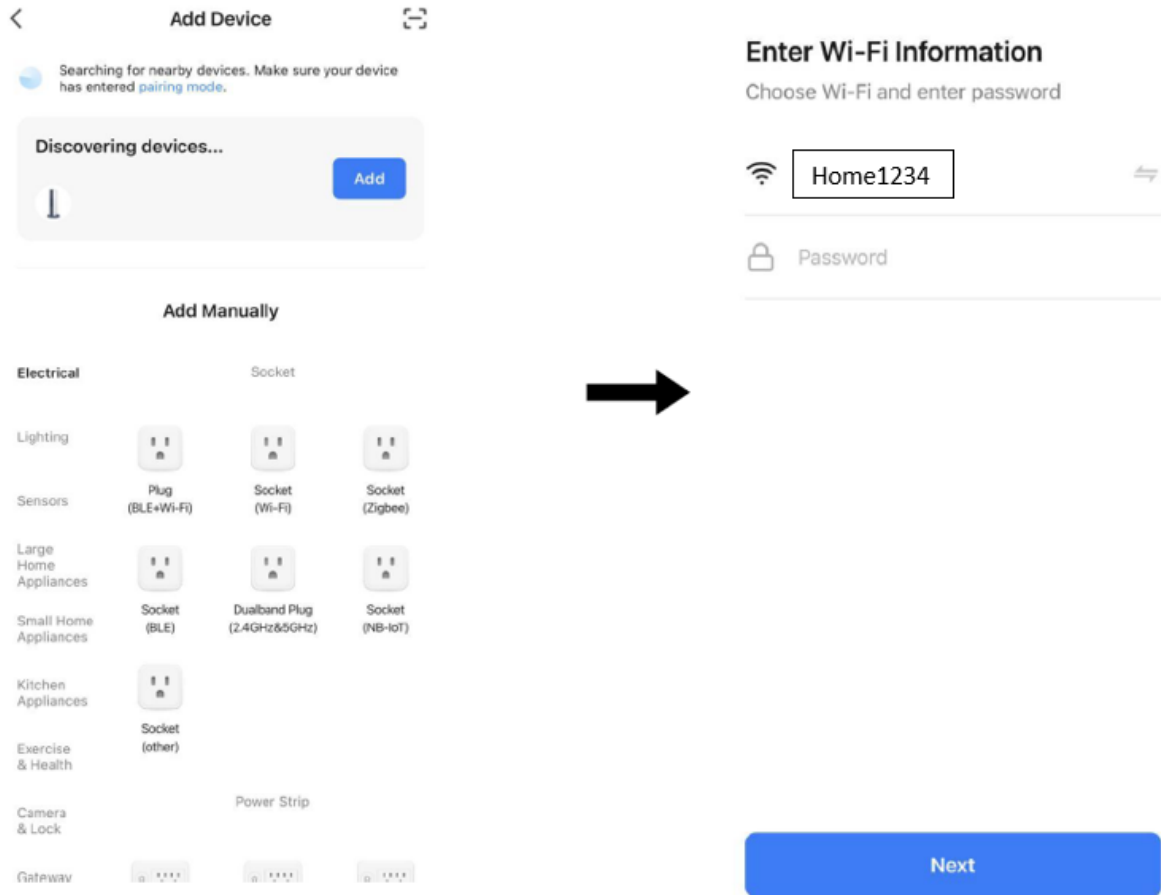 Add Device
Searching for nearby devices. Make sure your device
has entered pairing mode.
Discovering devices...
Add
Add Manually
Electrical
Socket
Lighting
Plug
(BLE+Wi-Fi)
Socket
(Wi-Fi)
Socket
(Zigbee)
Sensors
Large
Home
Appliances
Socket
(BLE)
Dualband Plug
(2.4GHz&5GHz)
Socket
(NB-IoT)
Small Home
Appliances
Kitchen
Appliances
Socket
(other)
Exercise
& Health
Power Strip
Camera
& Lock
Gateway
Enter Wi-Fi Information
Choose Wi-Fi and enter password
Home1234
Password
Next